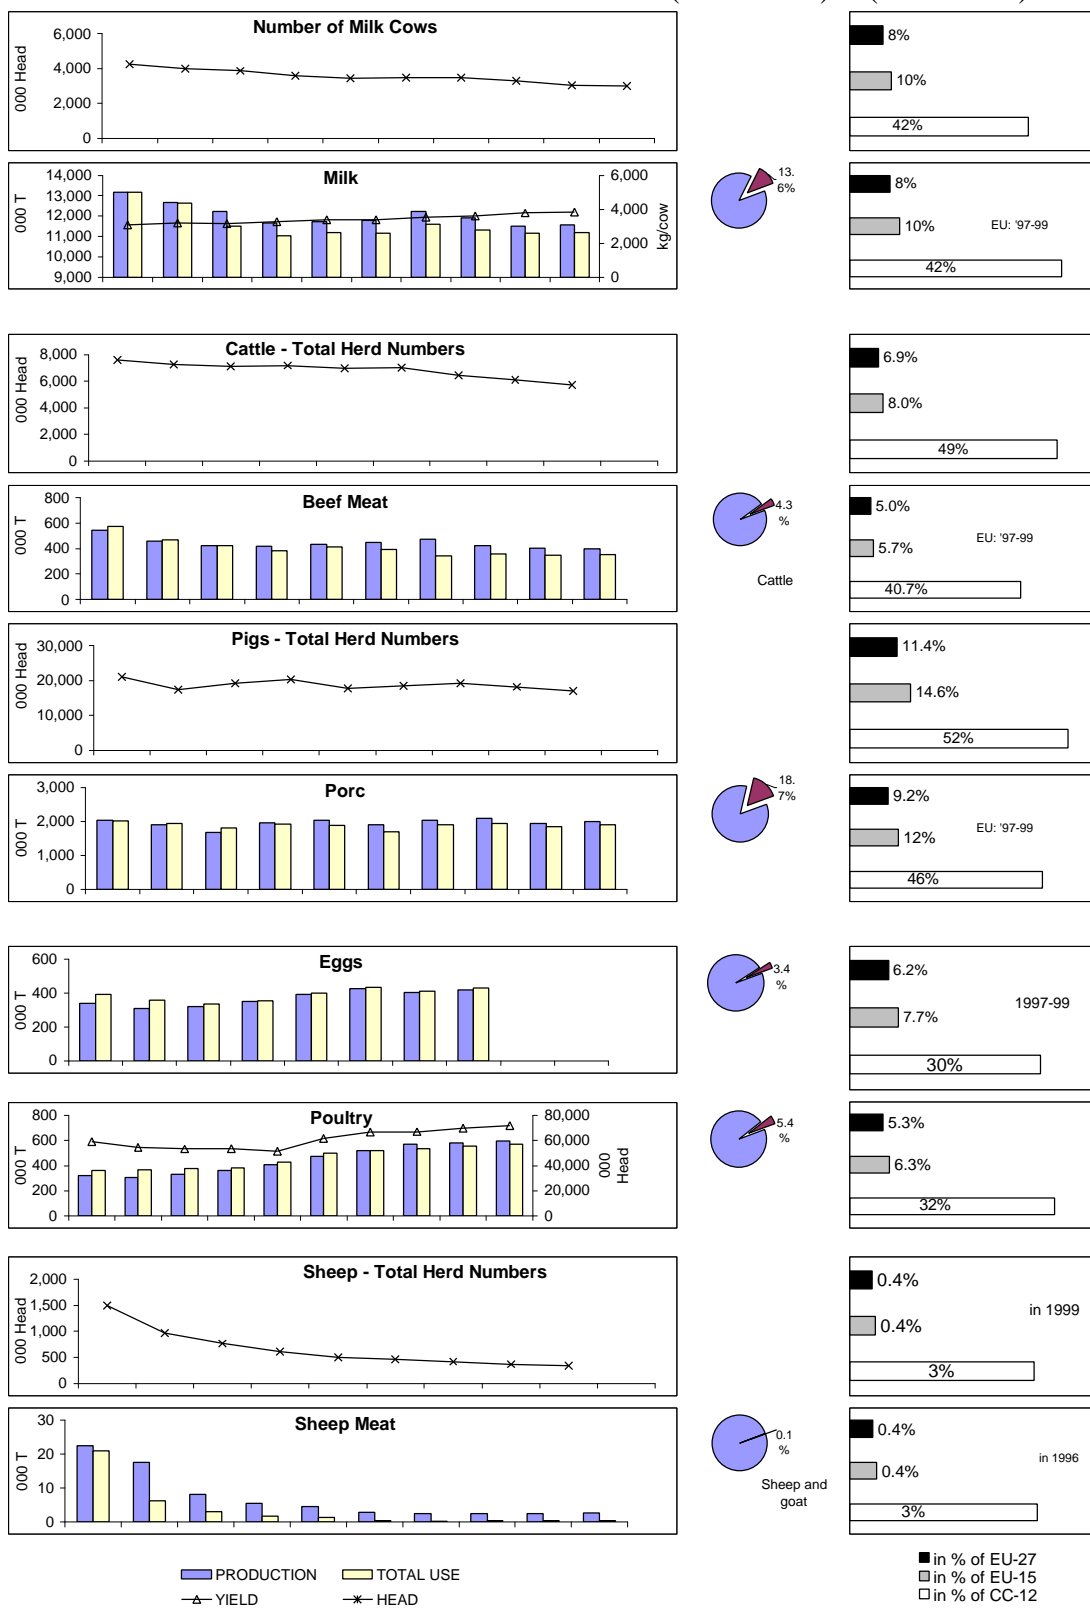 Number of Milk Cows
000 Head
6,000
4,000
2,000
0
8%
10%
42%
Milk
000 T
14,000
13,000
12,000
11,000
10,000
9,000
6,000
4,000
2,000
0
kg/cow
13.
6%
8%
10%
EU: '97-99
42%
Cattle - Total Herd Numbers
000 Head
8,000
6,000
4,000
2,000
0
6.9%
8.0%
49%
Beef Meat
000 T
800
600
400
200
0
4.3
%
Cattle
5.0%
5.7%
EU: '97-99
40.7%
Pigs - Total Herd Numbers
000 Head
30,000
20,000
10,000
0
11.4%
14.6%
52%
Porc
000 T
3,000
2,000
1,000
0
18.
7%
9.2%
12%
EU: '97-99
46%
Eggs
000 T
600
400
200
0
3.4
%
6.2%
7.7%
1997-99
30%
Poultry
000 T
800
600
400
200
0
80,000
60,000
40,000
20,000
0
000
Head
5.4
%
5.3%
6.3%
32%
Sheep - Total Herd Numbers
000 Head
2,000
1,500
1,000
500
0
0.4%
0.4%
in 1999
3%
Sheep Meat
000 T
30
20
10
0
0.1
%
Sheep and
goat
0.4%
0.4%
in 1996
3%
PRODUCTION
TOTAL USE
YIELD
HEAD
in % of EU-27
in % of EU-15
in % of CC-12